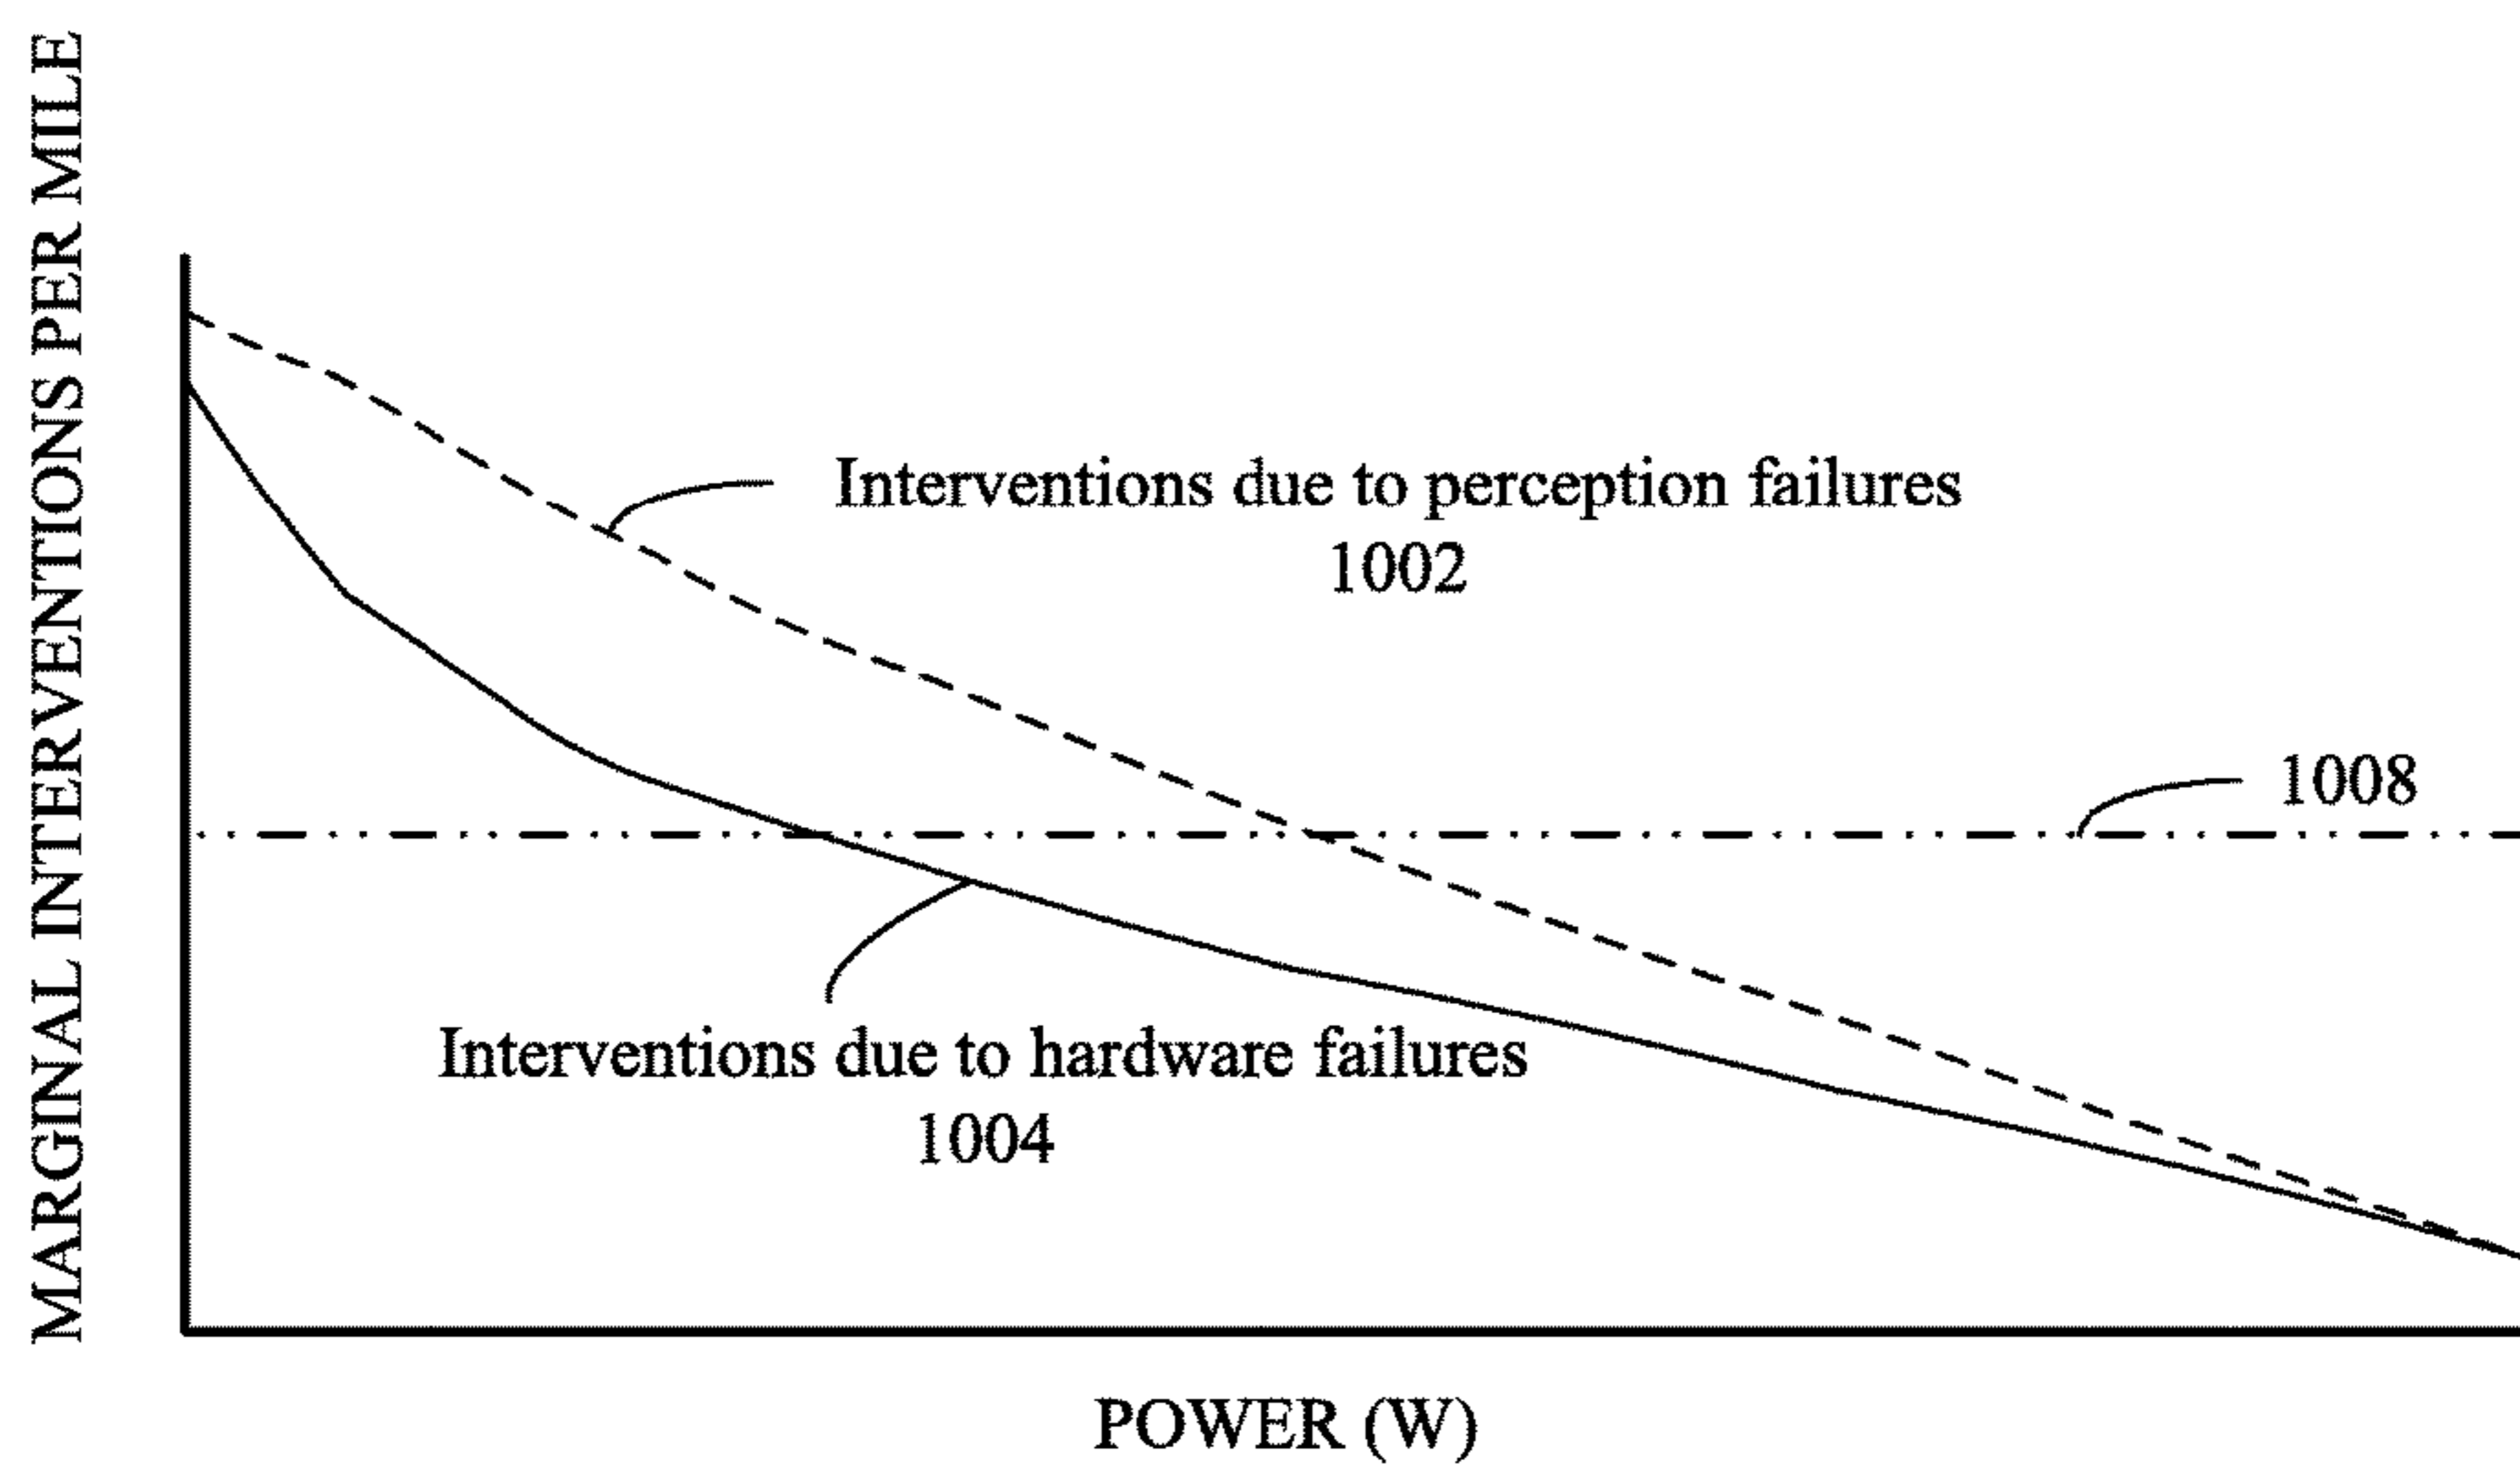 MARGINAL INTERVENTIONS PER MILE
Interventions due to perception failures
1002
1008
Interventions due to hardware failures
1004
POWER (W)